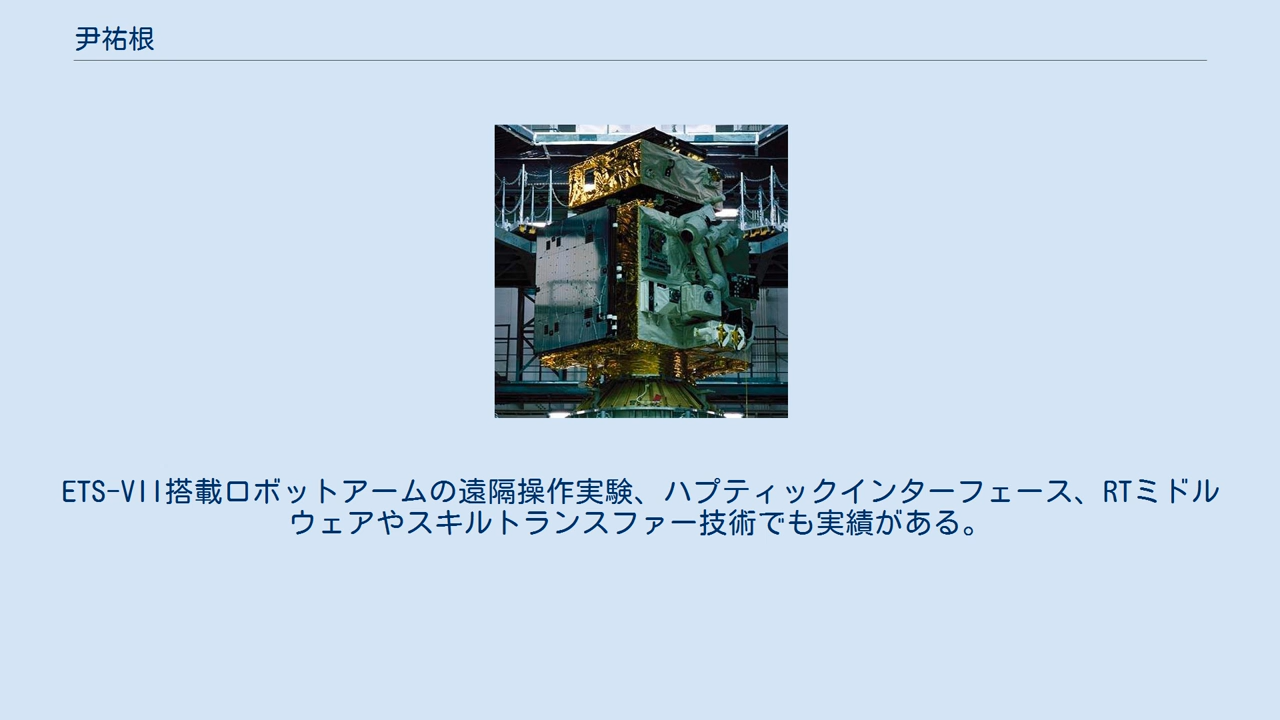 尹祐根
ETS-VII搭載ロボットアームの遠隔操作実験、ハプティックインターフェース、RTミドル
ウェアやスキルトランスファー技術でも実績がある。